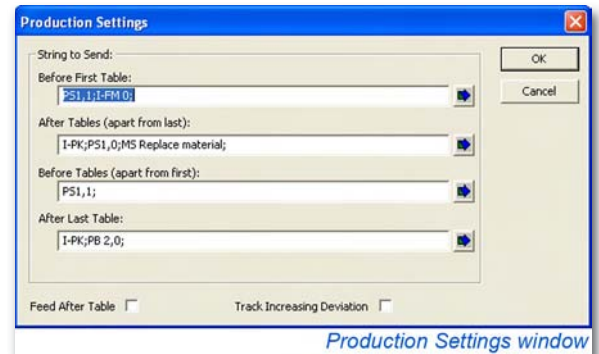 Production Settings
String to Send:
OK
Before First Table:
PS1,1;I-FM 0;
Cancel
After Tables (apart from last):
I-PK;PS1,0;MS Replace material;
Before Tables (apart from first):
PS1,1;
After Last Table:
I-PK;PB 2,0;
Feed After Table Track Increasing Deviation
Production Settings window